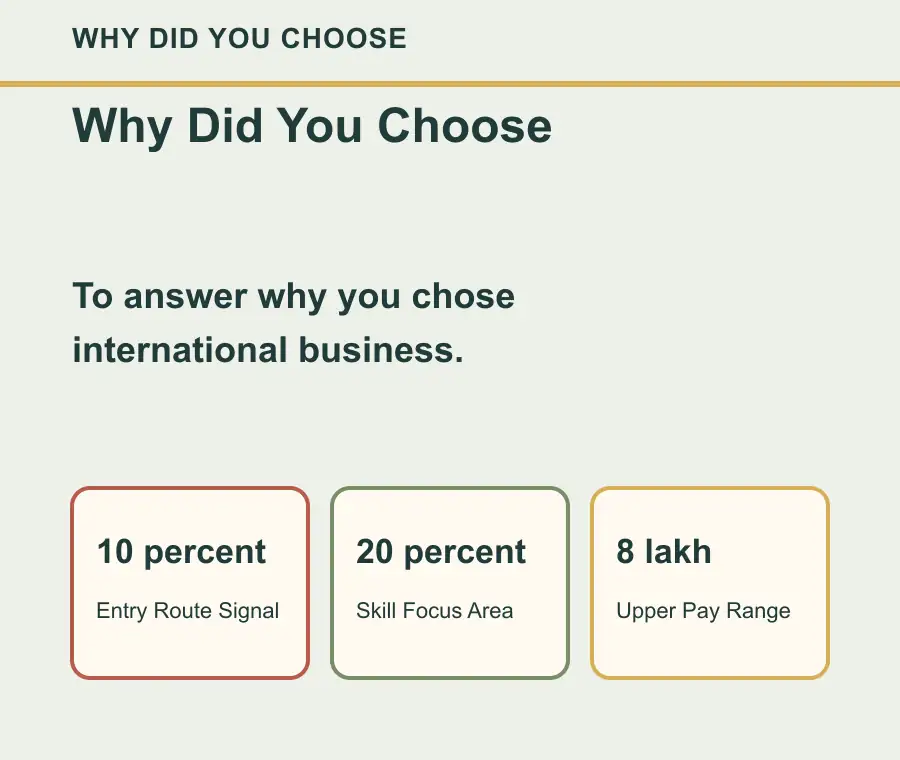 WHY DID YOU CHOOSE
Why Did You Choose
To answer why you chose
international business.
10 percent
Entry Route Signal
20 percent
Skill Focus Area
8 lakh
Upper Pay Range